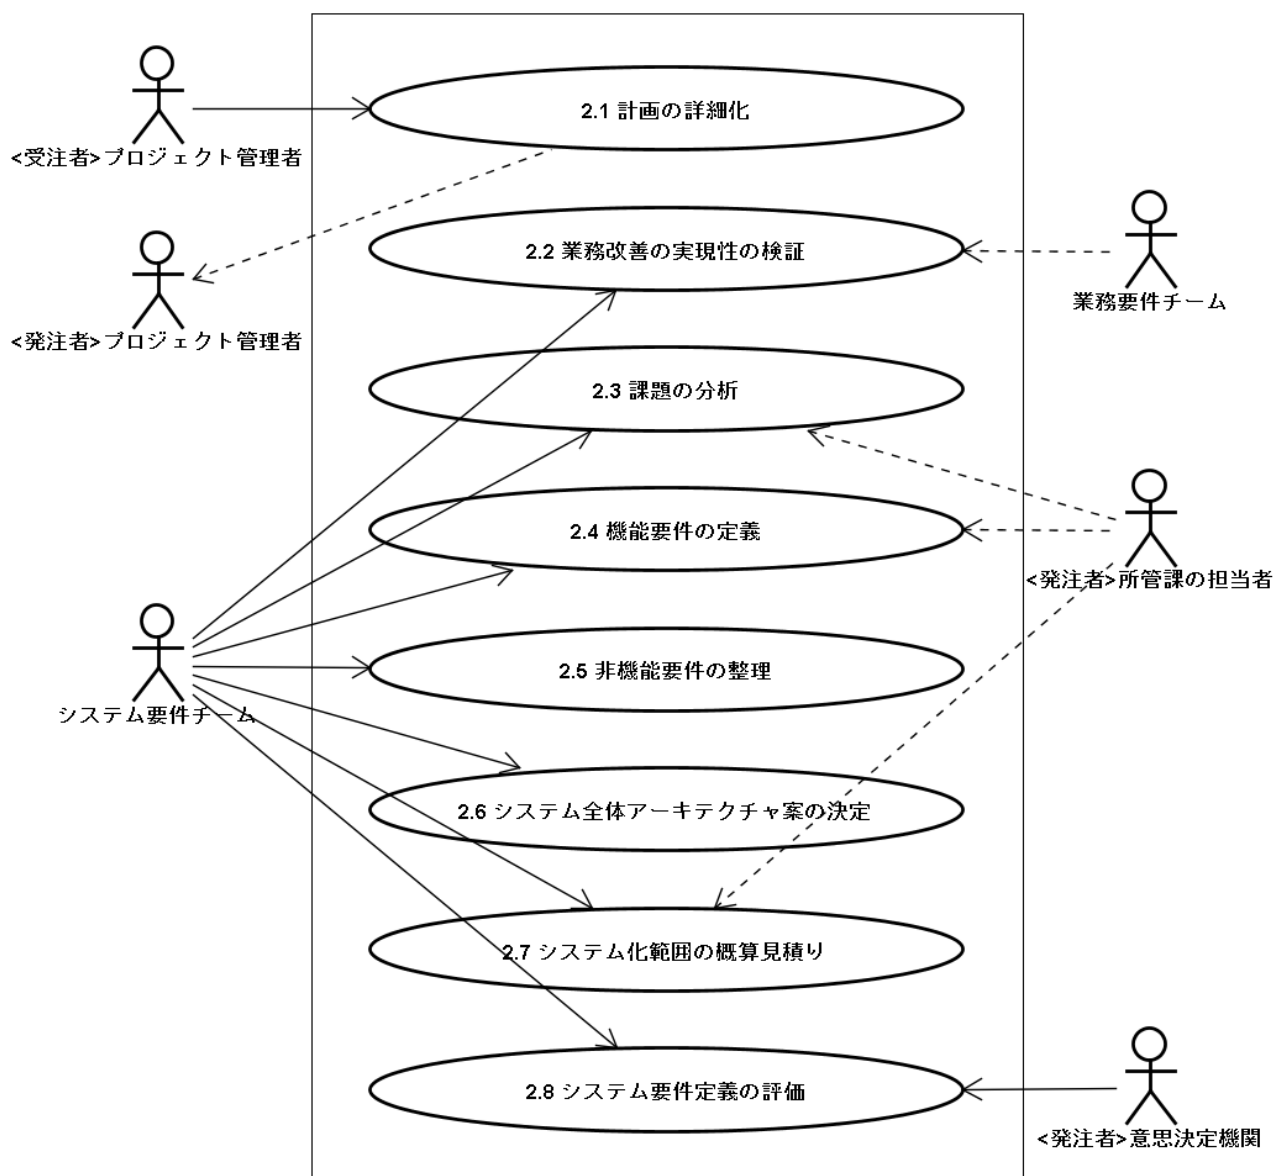 2.1 計画の詳細化
<受注者>プロジェクト管理者
2.2 業務改善の実現性の検証
業務要件チーム
<発注者>プロジェクト管理者
2.3 課題の分析
2.4 機能要件の定義
<発注者>所管課の担当者
2.5 非機能要件の整理
システム要件チーム
2.6 システム全体アーキテクチャ案の決定
2.7 システム化範囲の概算見積り
2.8 システム要件定義の評価
<発注者>意思決定機関